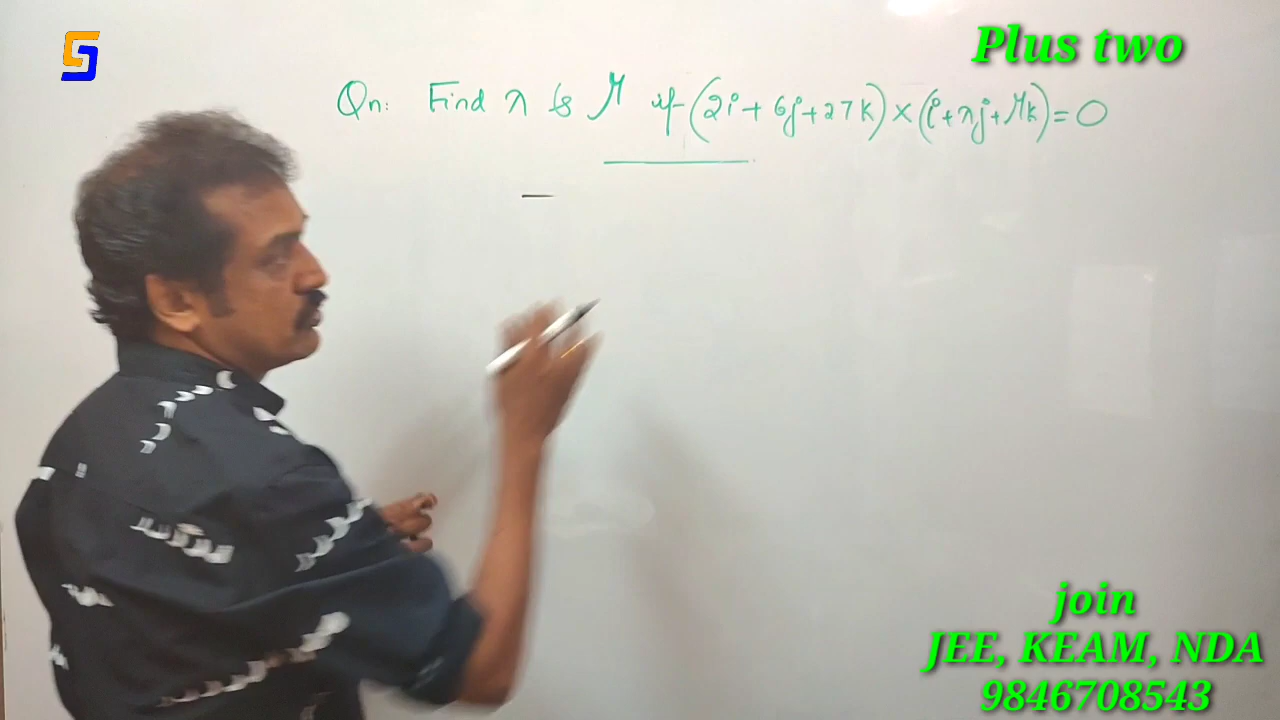 Plus two
Qn: Find λ & μ if (2i + 6j + 27k) × (i + λj + μk) = 0
join
JEE, KEAM, NDA
9846708543